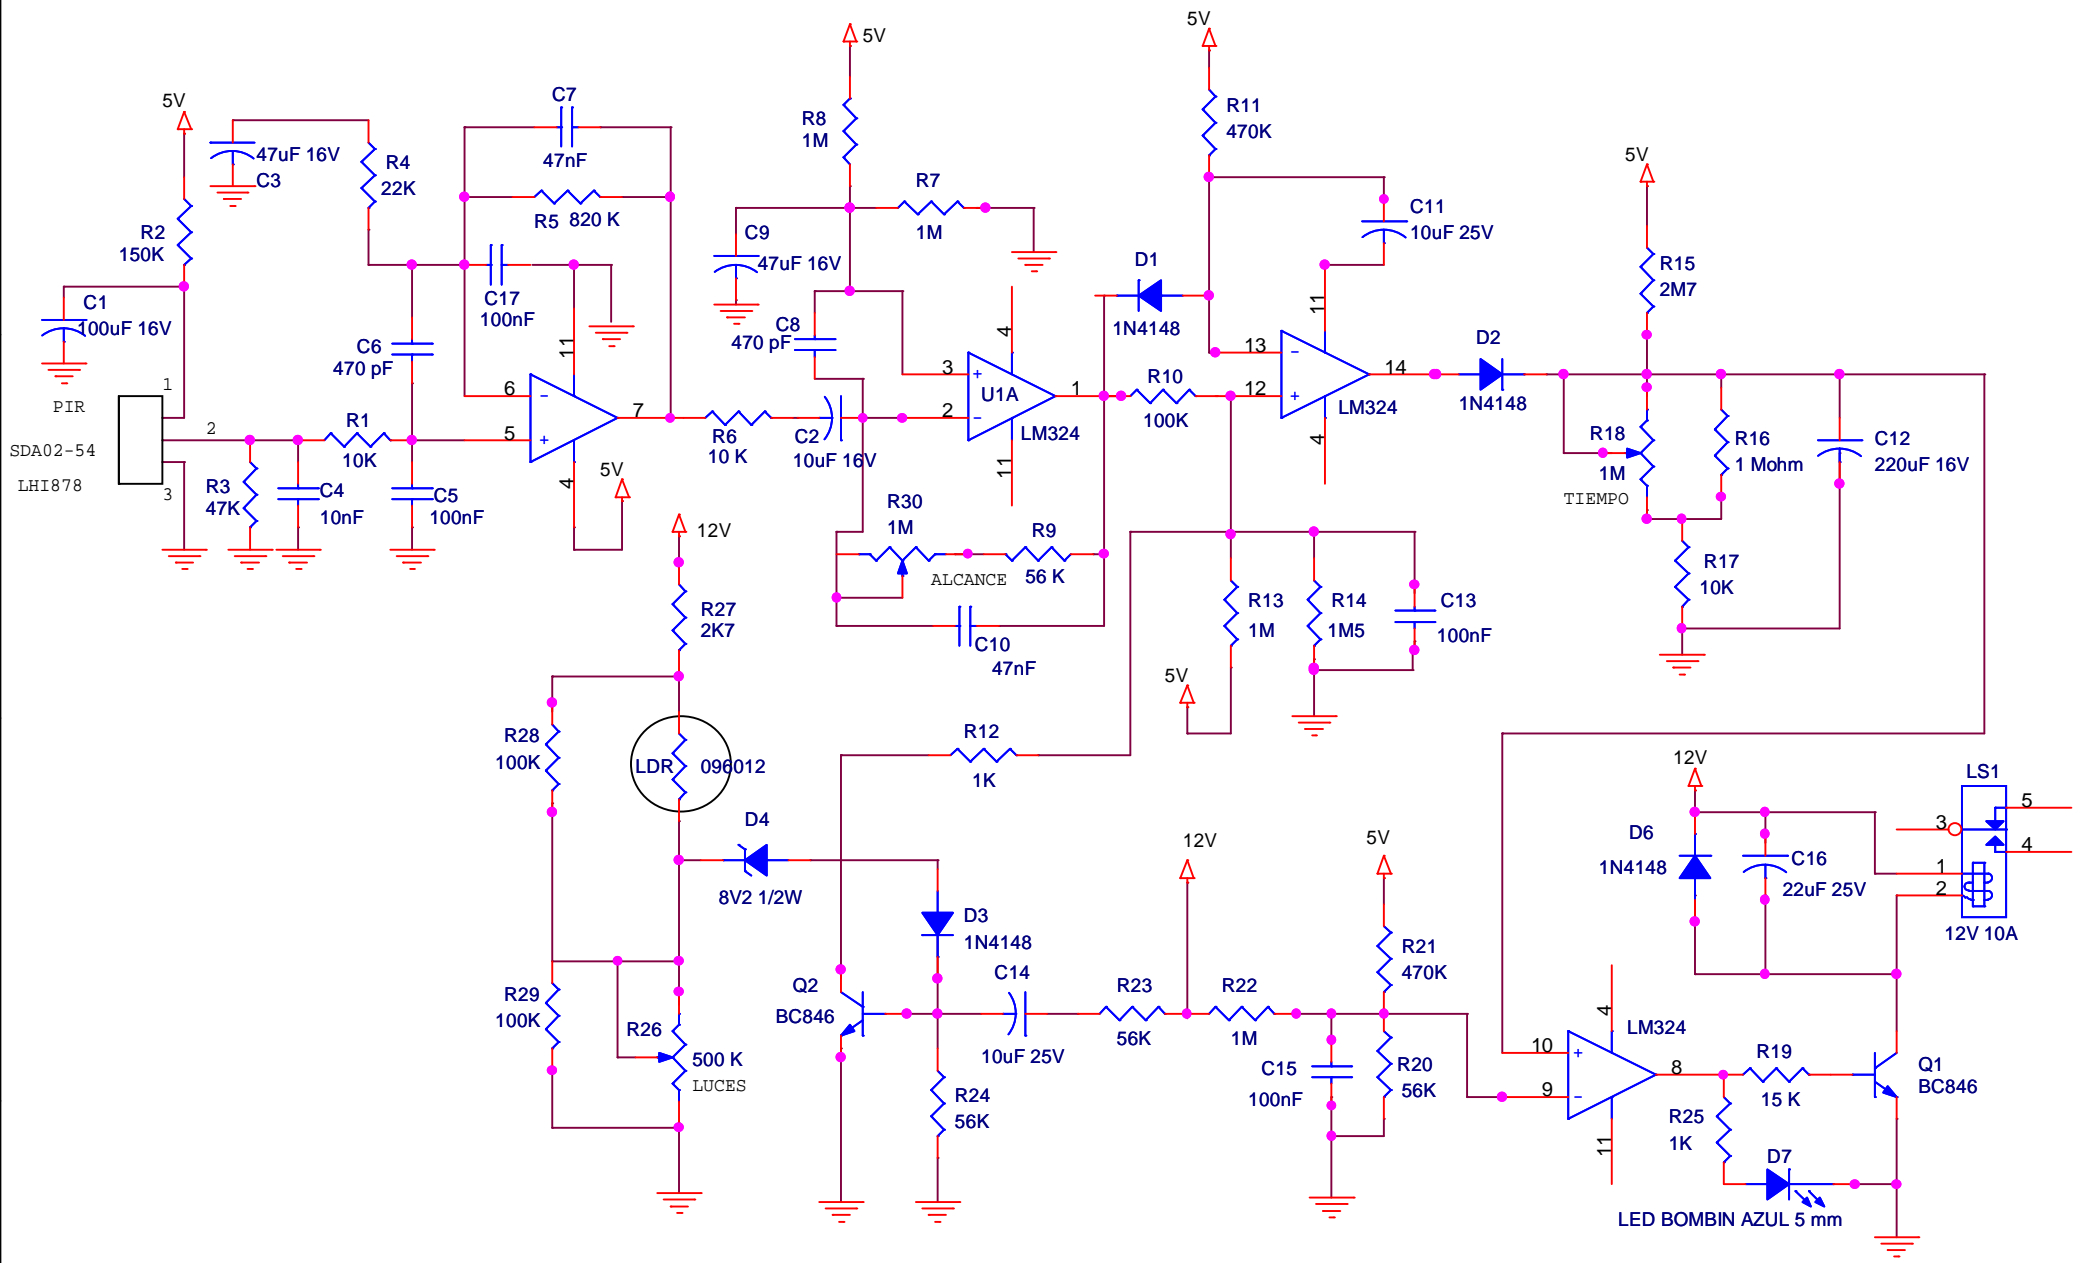 5V
47uF 16V
C3
R4
22K
C7
47nF
R5 820 K
R2
150K
C1
100uF 16V
C17
100nF
C6
470 pF
PIR
SDA02-54
LHI878
1
2
3
R1
10K
R3
47K
C4
10nF
C5
100nF
6
5
7
11
4
5V
5V
R8
1M
R7
1M
C9
47uF 16V
C8
470 pF
R6
10 K
C2
10uF 16V
3
2
1
4
11
U1A
LM324
R30
1M
ALCANCE
R9
56 K
C10
47nF
5V
R11
470K
C11
10uF 25V
D1
1N4148
R10
100K
13
12
14
11
4
LM324
D2
1N4148
5V
R15
2M7
R18
1M
TIEMPO
R16
1 Mohm
C12
220uF 16V
R17
10K
R13
1M
R14
1M5
C13
100nF
5V
12V
R27
2K7
R28
100K
LDR
096012
R12
1K
D4
8V2 1/2W
D3
1N4148
R29
100K
R26
500 K
LUCES
Q2
BC846
C14
10uF 25V
R24
56K
R23
56K
12V
R22
1M
5V
R21
470K
C15
100nF
R20
56K
12V
D6
1N4148
C16
22uF 25V
LS1
5
3
4
1
2
12V 10A
10
9
8
4
11
LM324
R19
15 K
Q1
BC846
R25
1K
D7
LED BOMBIN AZUL 5 mm